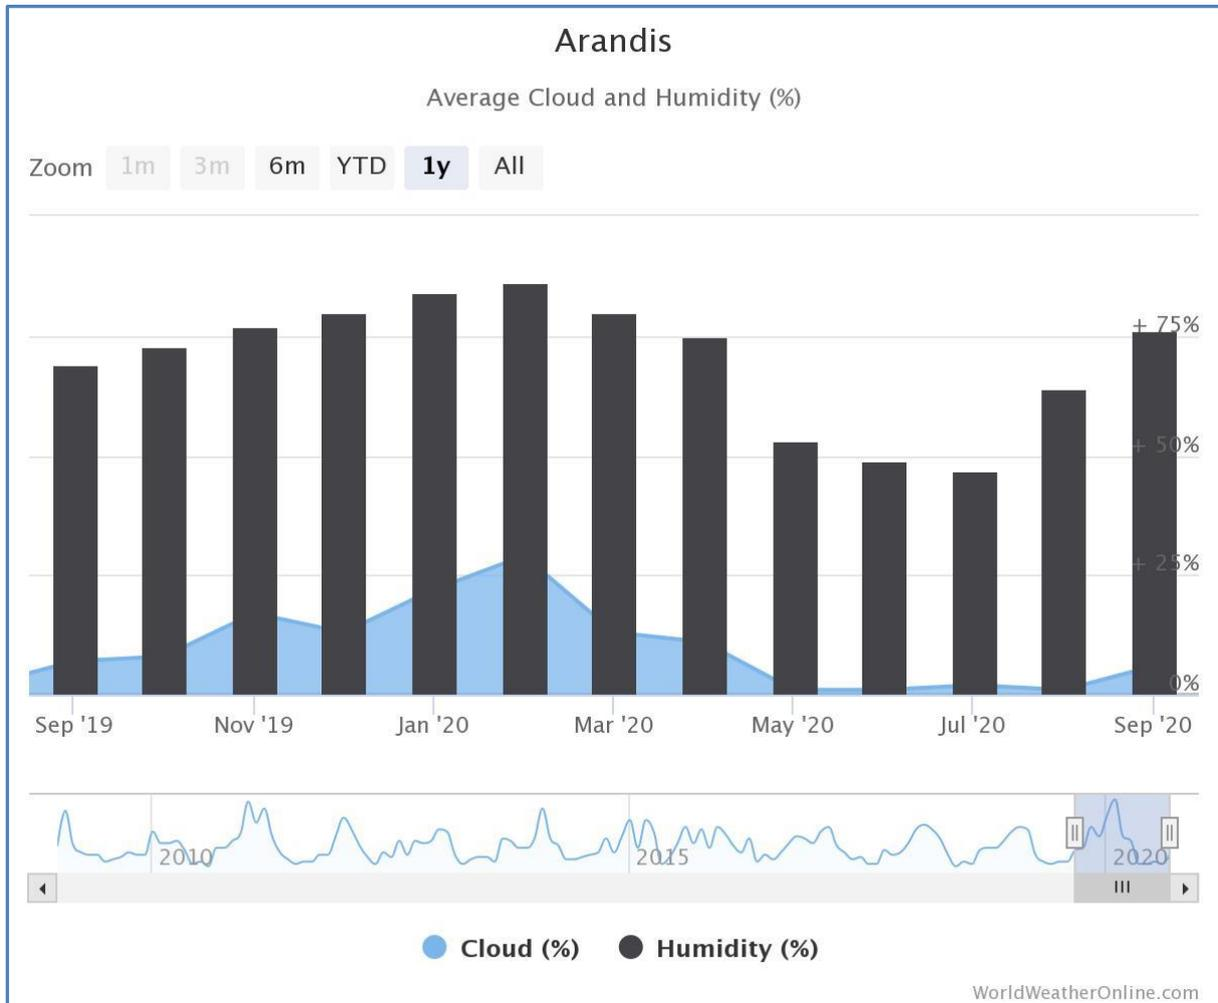 Arandis
Average Cloud and Humidity (%)
Zoom 1m 3m 6m YTD 1y All
+ 75%
+ 50%
+ 25%
0%
Sep '19 Nov '19 Jan '20 Mar '20 May '20 Jul '20 Sep '20
2010 2015 2020
Cloud (%) Humidity (%)
WorldWeatherOnline.com